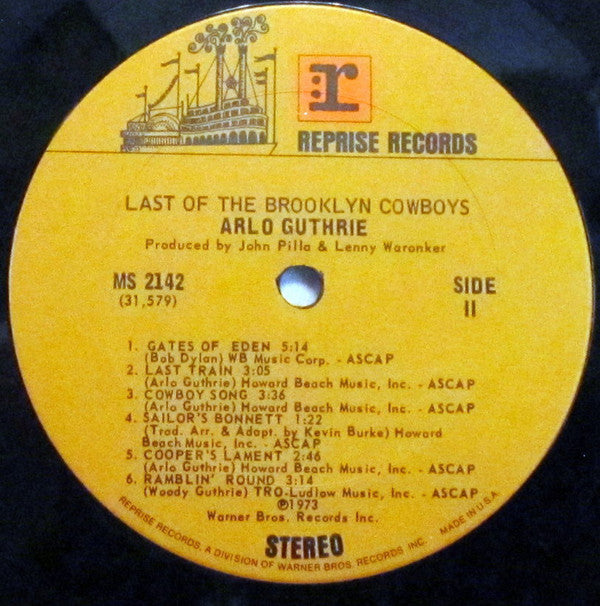 r
REPRISE RECORDS
LAST OF THE BROOKLYN COWBOYS
ARLO GUTHRIE
Produced by John Pilla & Lenny Waronker
MS 2142
(31,579)
SIDE
II
1. GATES OF EDEN 5:14
(Bob Dylan) WB Music Corp. - ASCAP
2. LAST TRAIN 3:05
(Arlo Guthrie) Howard Beach Music, Inc. - ASCAP
3. COWBOY SONG 3:36
(Arlo Guthrie) Howard Beach Music, Inc. - ASCAP
4. SAILOR'S BONNETT 1:22
(Trad. Arr. & Adapt. by Kevin Burke) Howard
Beach Music, Inc. - ASCAP
5. COOPER'S LAMENT 2:46
(Arlo Guthrie) Howard Beach Music, Inc. - ASCAP
6. RAMBLIN' ROUND 3:14
(Woody Guthrie) TRO-Ludlow Music, Inc. - ASCAP
℗1973
Warner Bros. Records Inc.
STEREO
REPRISE RECORDS, A DIVISION OF WARNER BROS. RECORDS INC. MADE IN U.S.A.